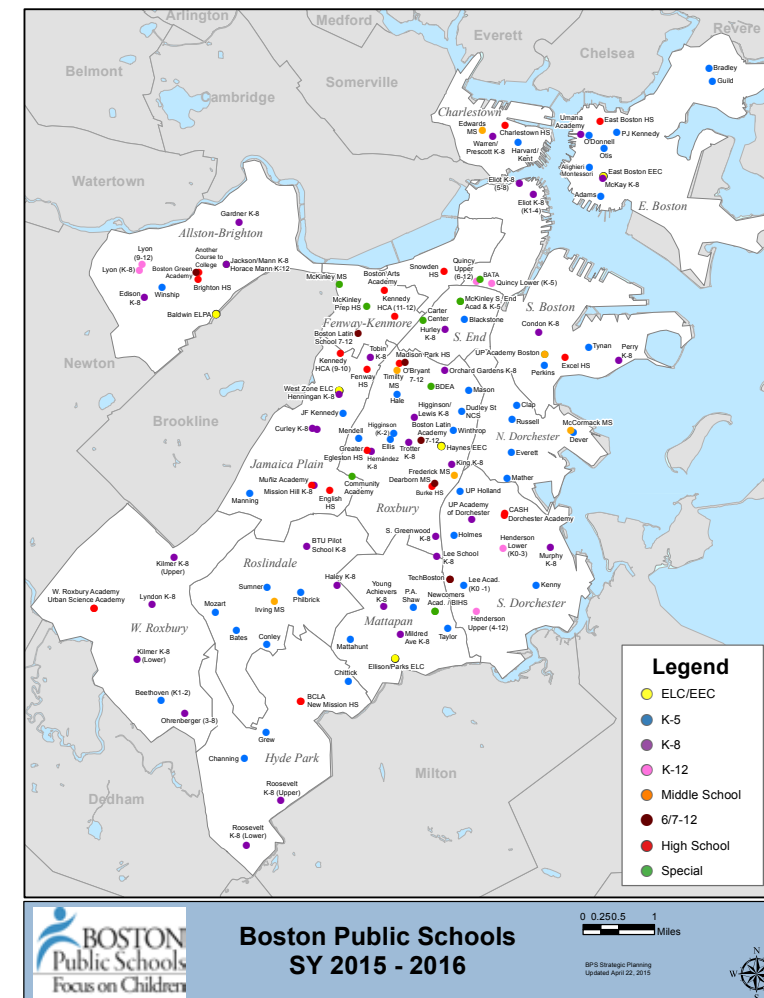 Arlington
Medford
Everett
Revere
Chelsea
Belmont
Somerville
Cambridge
Watertown
Newton
Brookline
Dedham
Milton
Bradley
Guild
Charlestown
Edwards
MS
Warren/
Prescott K-8
Charlestown HS
Harvard/
Kent
Umana
Academy
East Boston HS
O'Donnell
PJ Kennedy
Otis
Alighieri
Montessori
East Boston EEC
McKay K-8
Adams
E. Boston
Eliot K-8
(5-8)
Eliot K-8
(K1-4)
Gardner K-8
Allston-Brighton
Lyon
(9-12)
Lyon (K-8)
Another
Course to
College
Boston Green
Academy
Brighton HS
Jackson/Mann K-8
Horace Mann K-12
Edison
K-8
Winship
Baldwin ELPA
McKinley MS
Boston Arts
Academy
Snowden
HS
Quincy
Upper
(6-12)
BATA
Quincy Lower (K-5)
McKinley
Prep HS
Kennedy
HCA (11-12)
Fenway-Kenmore
Carter
Center
McKinley S. End
Acad & K-5
Blackstone
Hurley
K-8
S. End
S. Boston
Condon K-8
Boston Latin
School 7-12
Kennedy
HCA (9-10)
Tobin
K-8
Fenway
HS
Madison Park HS
O'Bryant
7-12
Timilty
MS
Hale
Orchard Gardens K-8
BDEA
UP Academy Boston
Perkins
Excel HS
Tynan
Perry
K-8
West Zone ELC
Hennigan K-8
JF Kennedy
Curley K-8
Mendell
Higginson
(K-2)
Ellis
Higginson/
Lewis K-8
Boston Latin
Academy
7-12
Trotter
K-8
Mason
Dudley St
NCS
Winthrop
Haynes EEC
Clap
Russell
N. Dorchester
McCormack MS
Dever
Everett
Greater
Egleston HS
Hernández
K-8
King K-8
Jamaica Plain
Muñiz Academy
Mission Hill K-8
English
HS
Community
Academy
Frederick MS
Dearborn MS
Burke HS
Mather
UP Holland
Manning
Roxbury
UP Academy
of Dorchester
CASH
Dorchester Academy
BTU Pilot
School K-8
S. Greenwood
K-8
Holmes
Henderson
Lower
(K0-3)
Murphy
K-8
Kilmer K-8
(Upper)
Roslindale
Lee School
K-8
W. Roxbury Academy
Urban Science Academy
Lyndon K-8
Sumner
Haley K-8
Young
Achievers
K-8
TechBoston
Lee Acad.
(K0 -1)
Kenny
Mozart
Irving MS
Philbrick
P.A.
Shaw
Newcomers
Acad. /BIHS
S. Dorchester
W. Roxbury
Bates
Mattapan
Henderson
Upper (4-12)
Conley
Mildred
Ave K-8
Taylor
Mattahunt
Kilmer K-8
(Lower)
Ellison/Parks ELC
Chittick
Beethoven (K1-2)
BCLA
New Mission HS
Ohrenberger (3-8)
Grew
Channing
Hyde Park
Roosevelt
K-8 (Upper)
Roosevelt
K-8 (Lower)
Legend
ELC/EEC
K-5
K-8
K-12
Middle School
6/7-12
High School
Special
BOSTON
Public Schools
Focus on Children
Boston Public Schools
SY 2015 - 2016
0 0.25 0.5 1
Miles
BPS Strategic Planning
Updated April 22, 2015
N
W
S